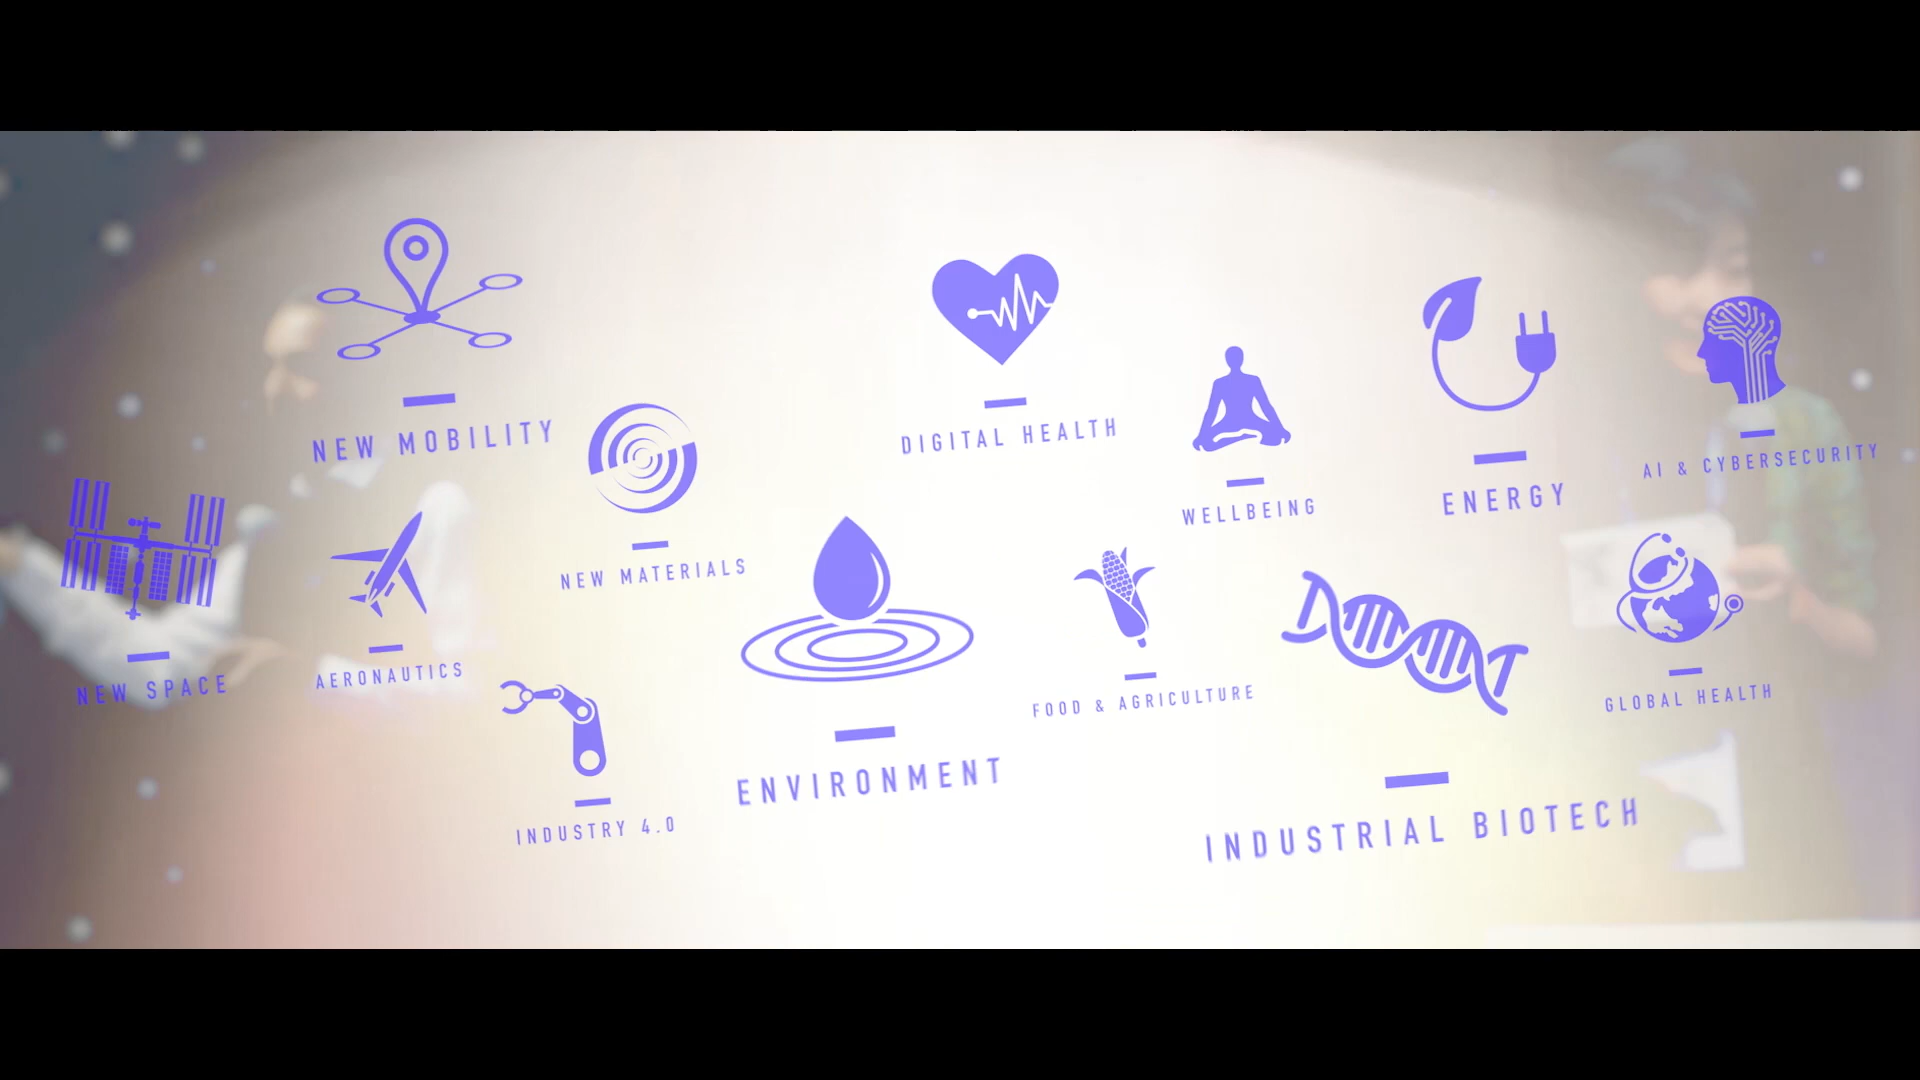 NEW MOBILITY
DIGITAL HEALTH
AI & CYBERSECURITY
WELLBEING
ENERGY
NEW MATERIALS
NEW SPACE
AERONAUTICS
FOOD & AGRICULTURE
GLOBAL HEALTH
ENVIRONMENT
INDUSTRY 4.0
INDUSTRIAL BIOTECH